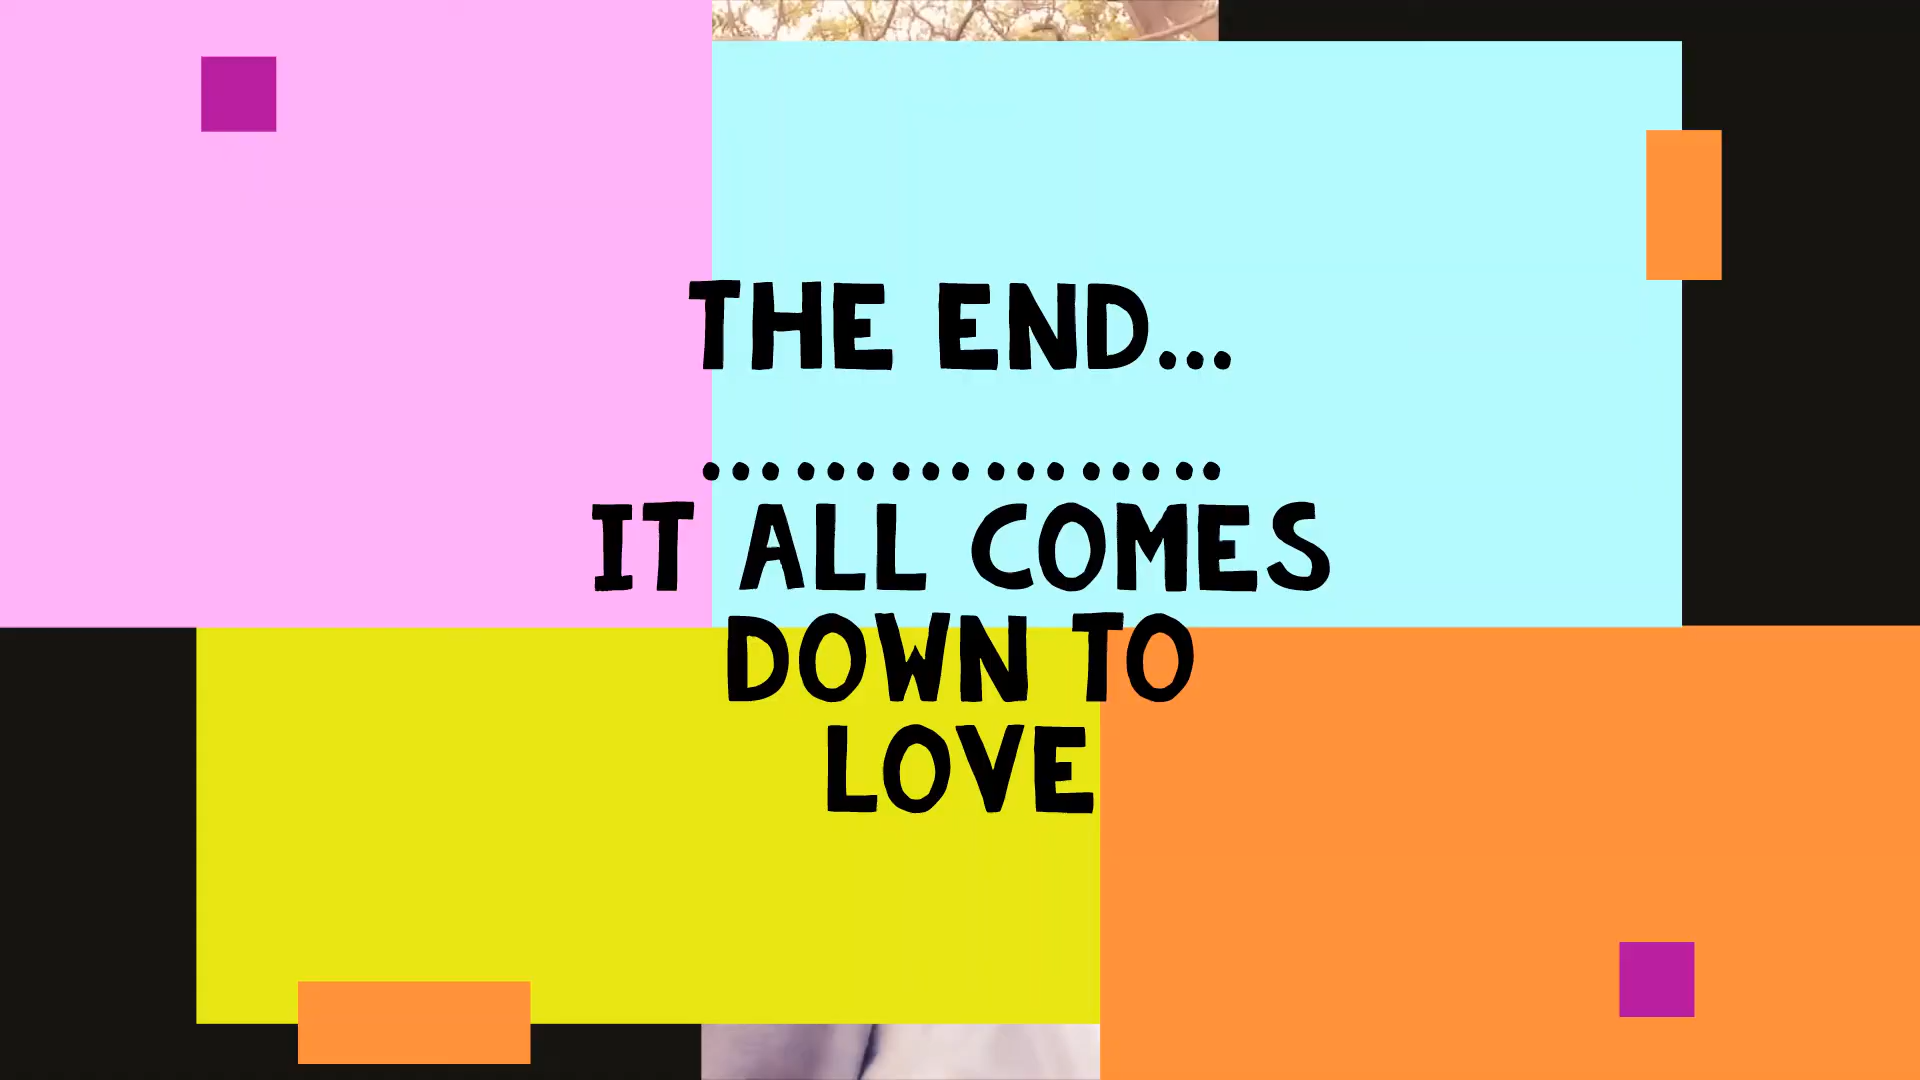 THE END...
.................
IT ALL COMES
DOWN TO
LOVE